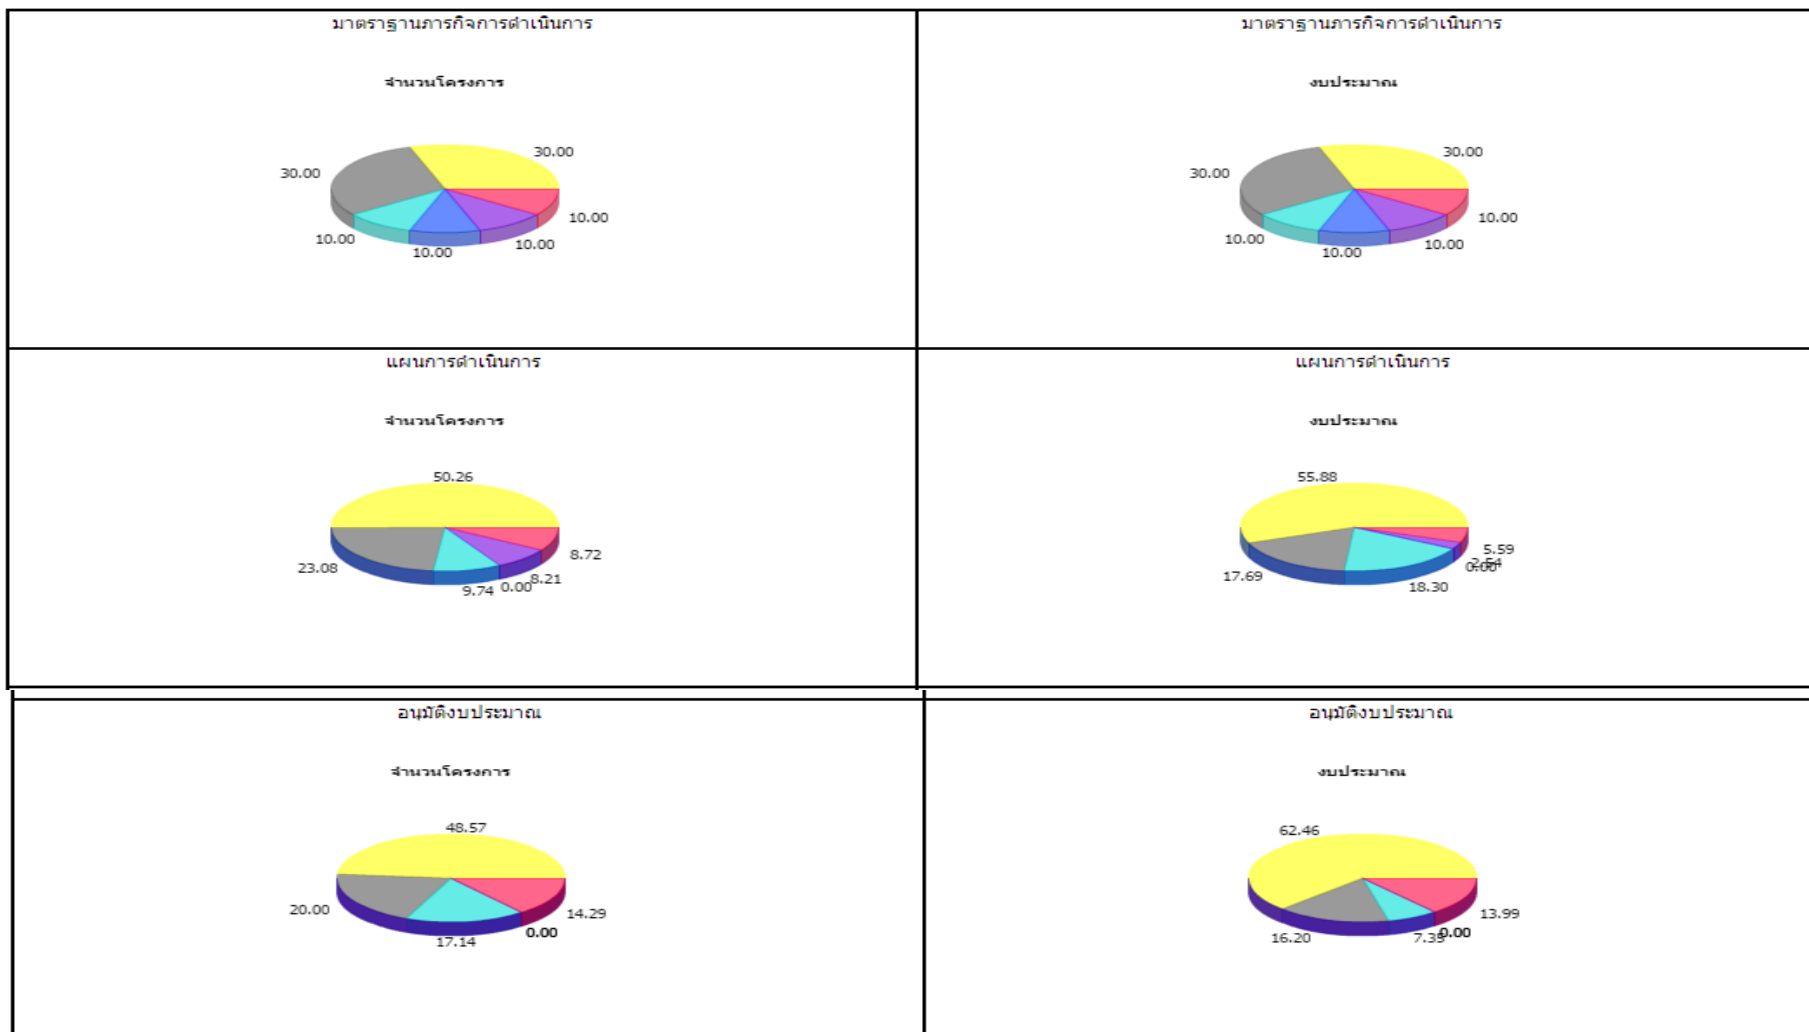 มาตราฐานภารกิจการดำเนินการ
จำนวนโครงการ
30.00
30.00
10.00
10.00
10.00
10.00
มาตราฐานภารกิจการดำเนินการ
งบประมาณ
30.00
30.00
10.00
10.00
10.00
10.00
แผนการดำเนินการ
จำนวนโครงการ
50.26
8.72
23.08
8.21
9.74
0.00
แผนการดำเนินการ
งบประมาณ
55.88
5.59
2.54
0.00
17.69
18.30
อนุมัติงบประมาณ
จำนวนโครงการ
48.57
20.00
14.29
0.00
17.14
อนุมัติงบประมาณ
งบประมาณ
62.46
13.99
0.00
16.20
7.35